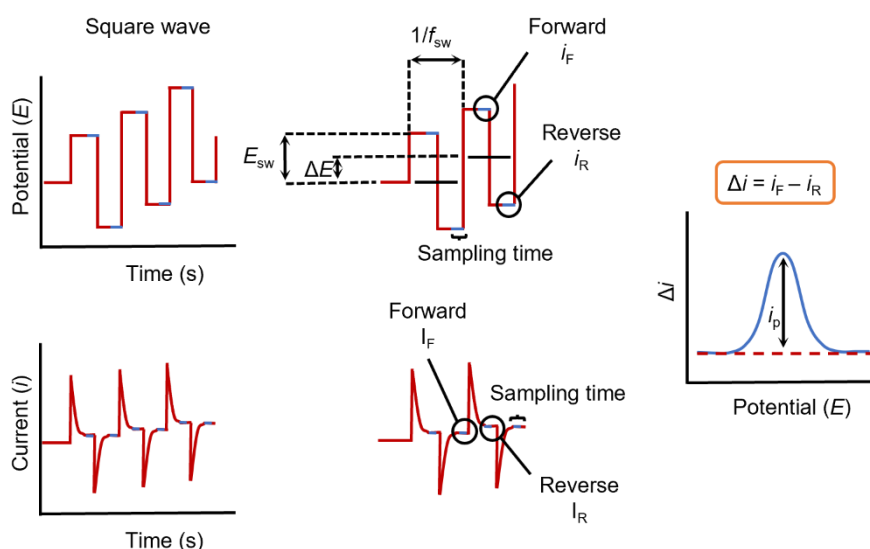 Square wave
Potential (E)
Time (s)
1/fsw
Forward
iF
Esw
ΔE
Reverse
iR
Sampling time
Δi = iF – iR
Δi
ip
Potential (E)
Current (i)
Time (s)
Forward
IF
Sampling time
Reverse
IR